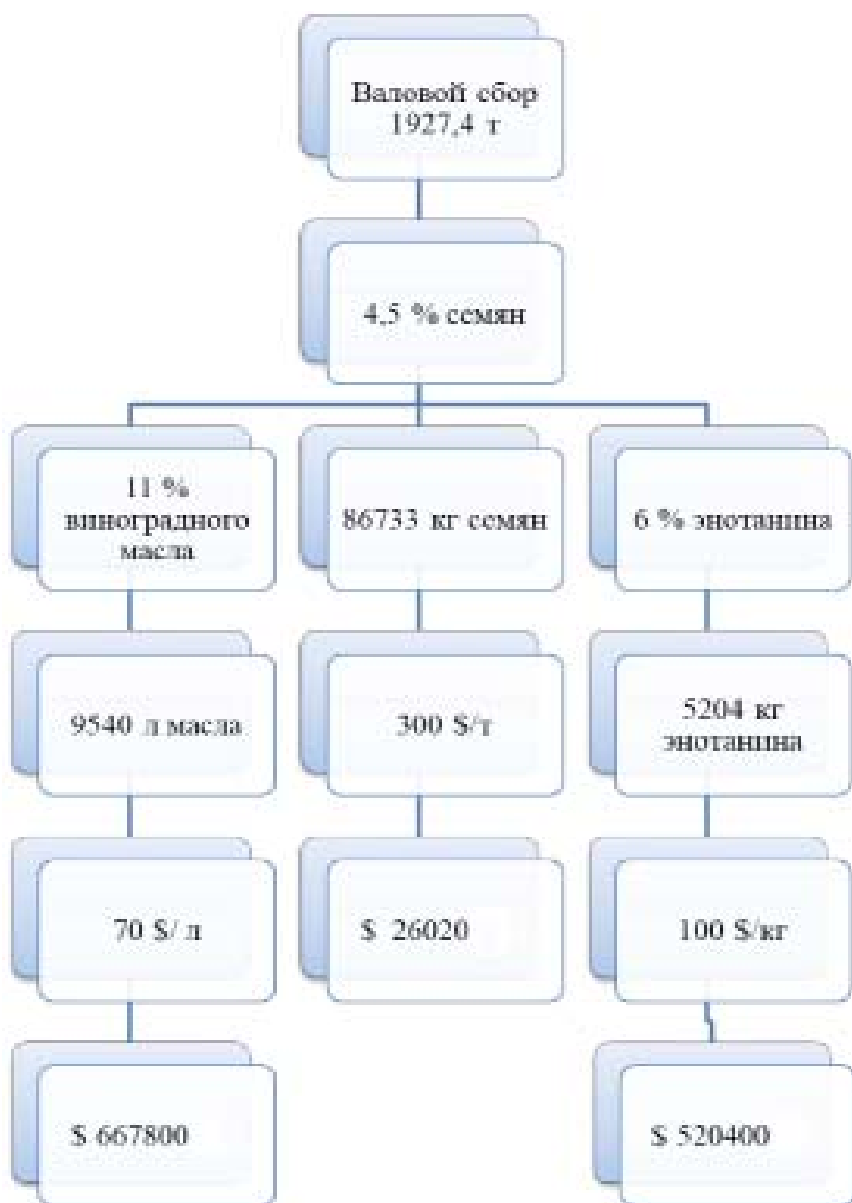 Валовой сбор
1927,4 т
4,5 % семян
11 %
виноградного
масла
86733 кг семян
6 % энотанина
9540 л масла
300 $/т
5204 кг
энотанина
70 $/ л
$ 26020
100 $/кг
$ 667800
$ 520400